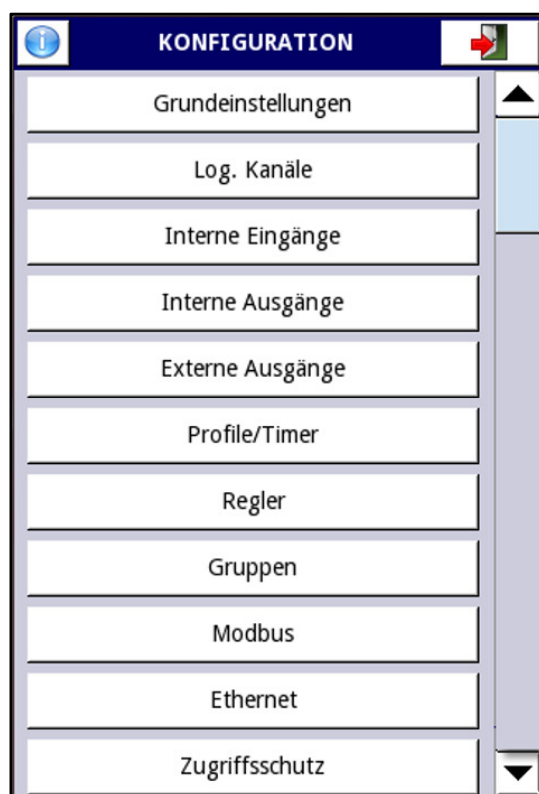 KONFIGURATION
Grundeinstellungen
Log. Kanäle
Interne Eingänge
Interne Ausgänge
Externe Ausgänge
Profile/Timer
Regler
Gruppen
Modbus
Ethernet
Zugriffsschutz